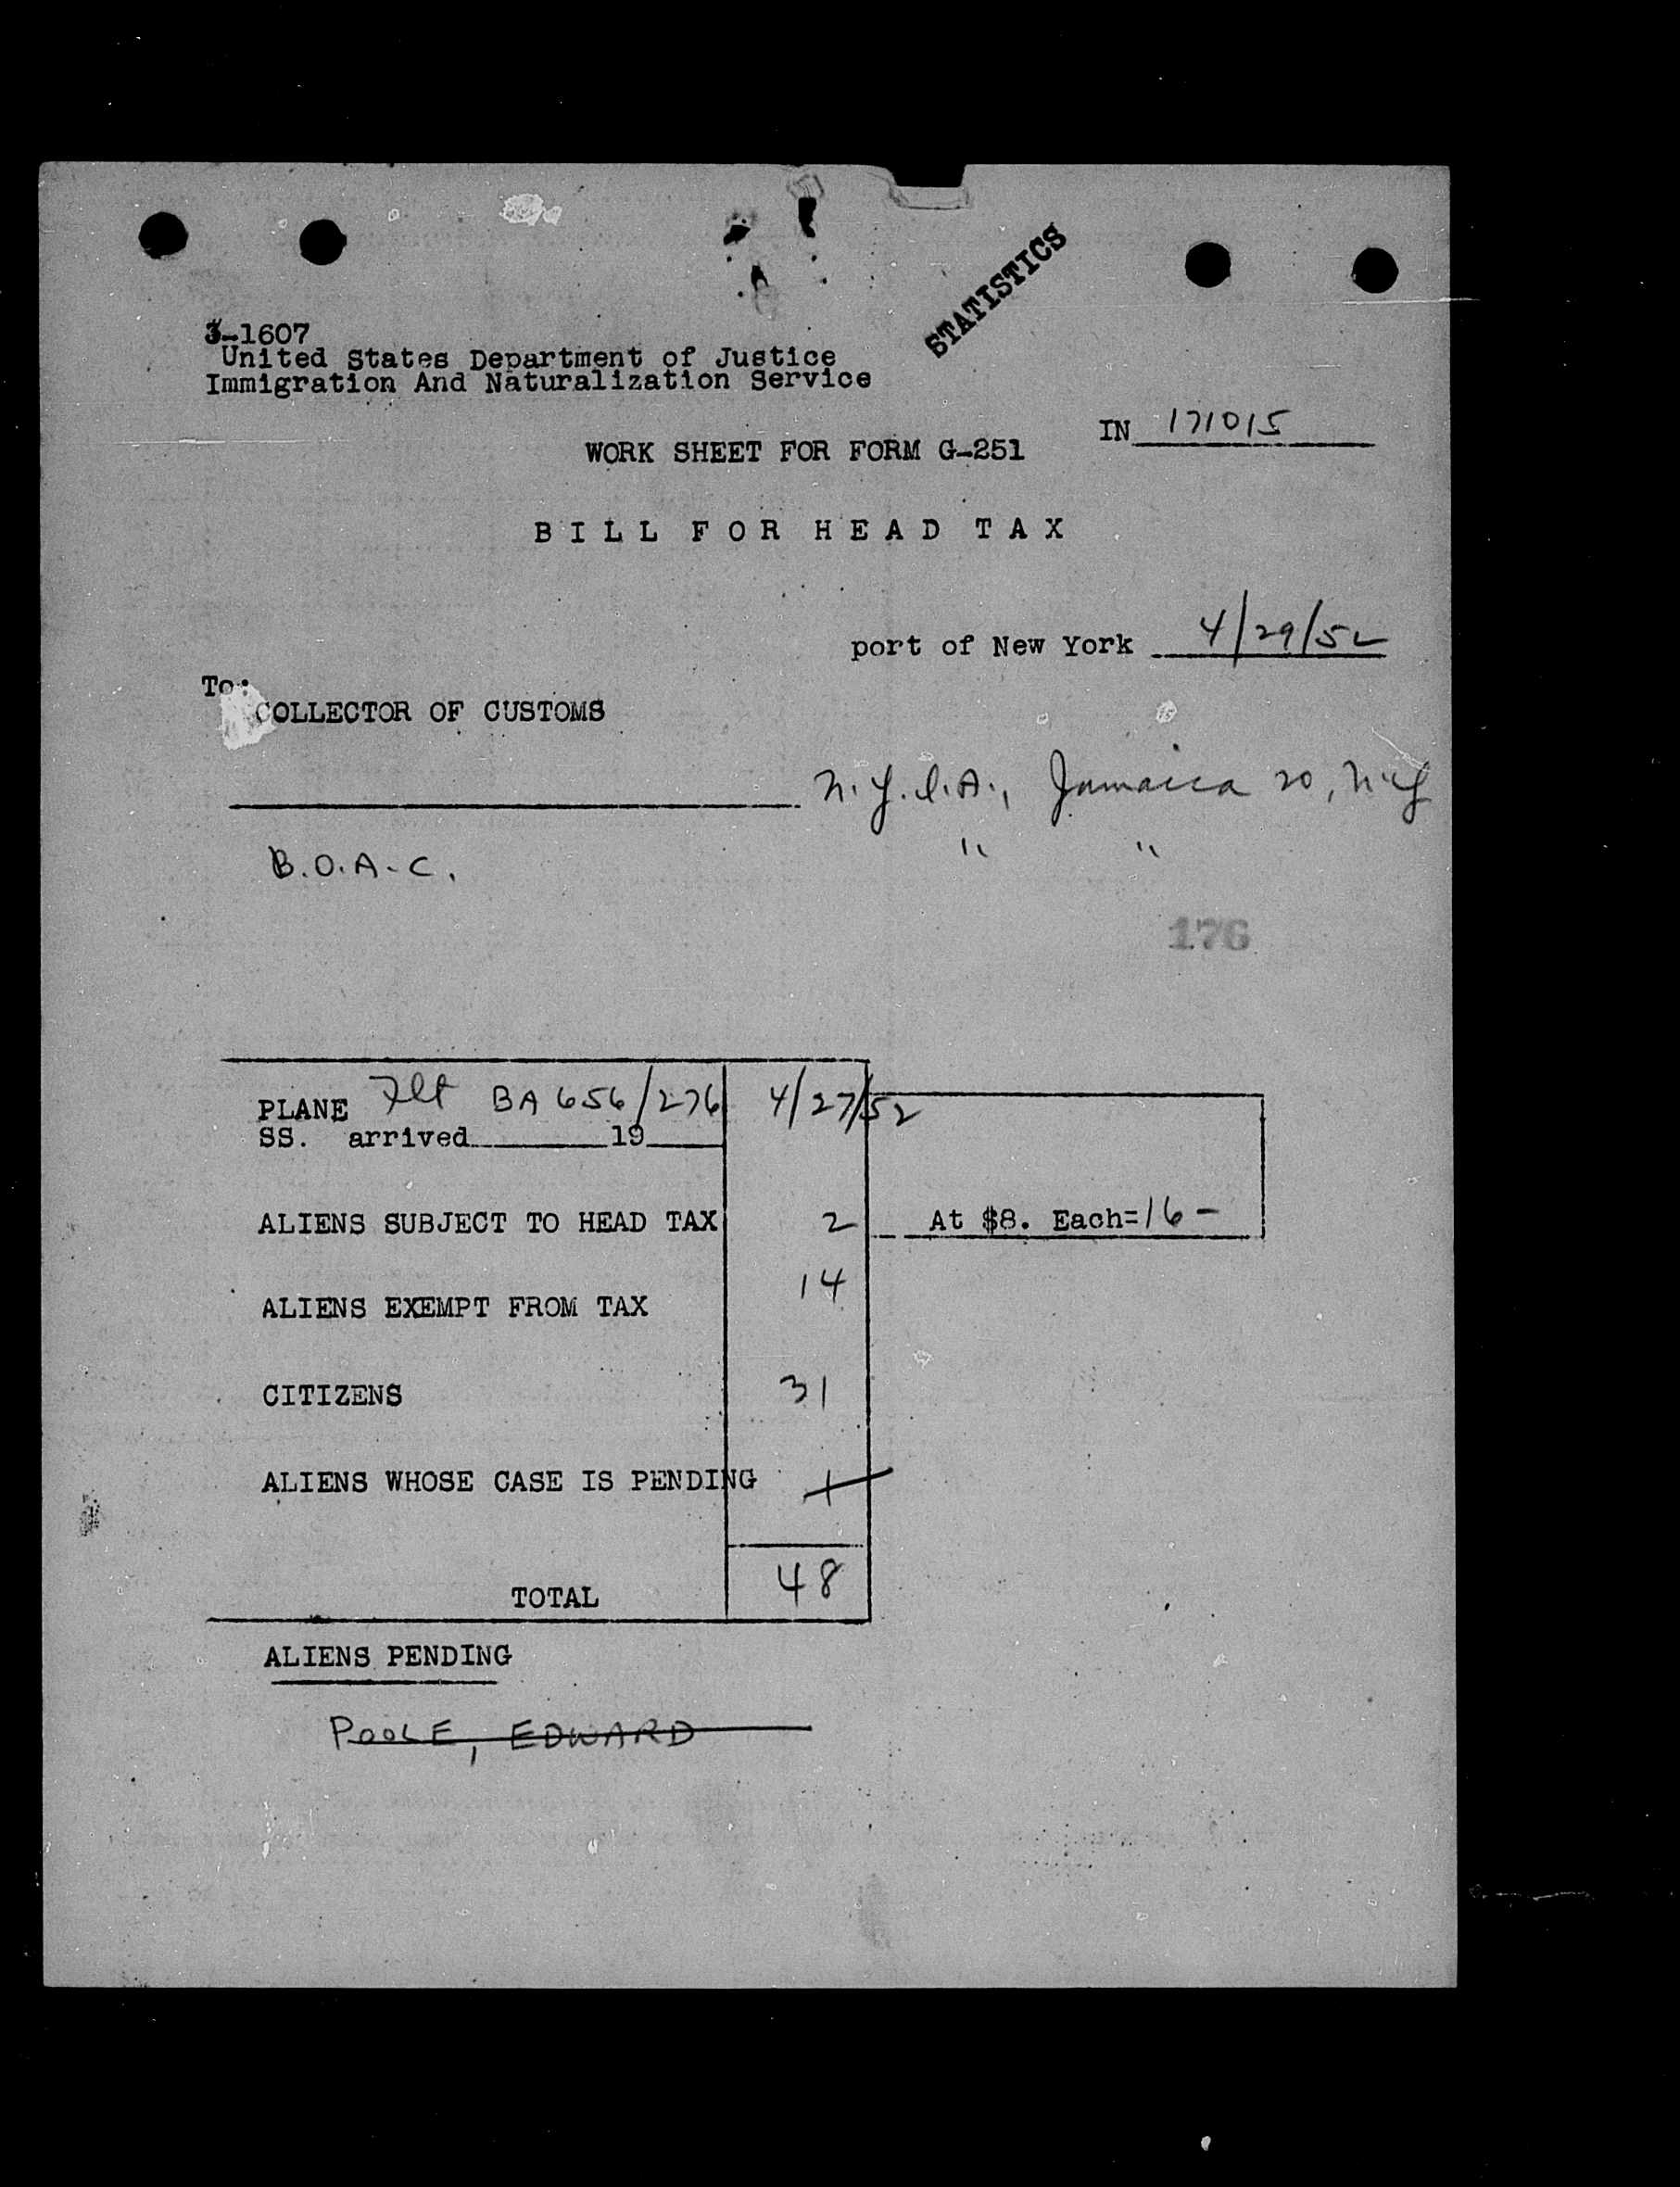 STATISTICS
3-1607
United States Department of Justice
Immigration And Naturalization Service
IN 171015
WORK SHEET FOR FORM G-251
BILL FOR HEAD TAX
port of New York 4/29/52
To:
COLLECTOR OF CUSTOMS
N.Y.I.A., Jamaica 20, N.Y
B.O.A.C. " "
176
PLANE Flt BA 656/276 4/27/52
SS. arrived 19
ALIENS SUBJECT TO HEAD TAX 2 At $8. Each=16-
ALIENS EXEMPT FROM TAX 14
CITIZENS 31
ALIENS WHOSE CASE IS PENDING 1
TOTAL 48
ALIENS PENDING
POOLE, EDWARD